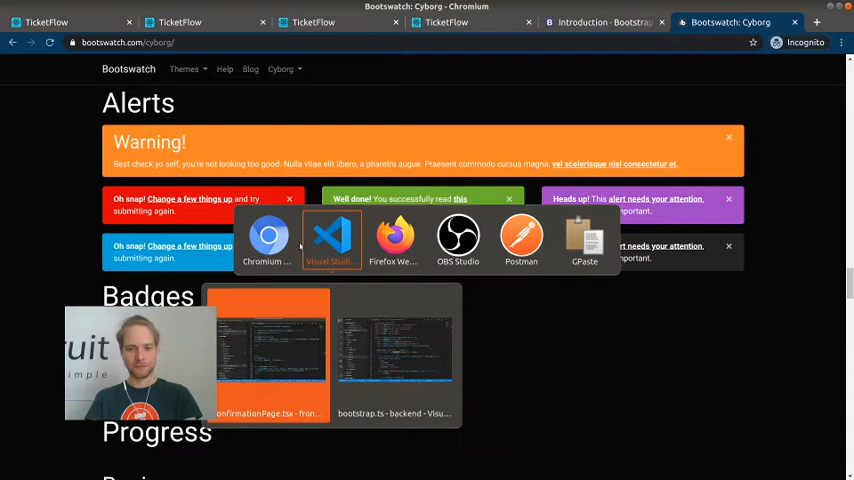 Bootswatch: Cyborg - Chromium
TicketFlow
TicketFlow
TicketFlow
TicketFlow
Introduction · Bootstrap
Bootswatch: Cyborg
bootswatch.com/cyborg/
Incognito
Bootswatch
Themes
Help
Blog
Cyborg
Alerts
Warning!
Best check yo self, you're not looking too good. Nulla vitae elit libero, a pharetra augue. Praesent commodo cursus magna, vel scelerisque nisl consectetur et.
Oh snap! Change a few things up and try submitting again.
Well done! You successfully read this
Heads up! This alert needs your attention,
important.
Oh snap! Change a few things up
submitting again.
alert needs your attention,
important.
Chromium ...
Visual Studi...
Firefox We...
OBS Studio
Postman
GPaste
Badges
onfirmationPage.tsx - fron...
bootstrap.ts - backend - Visu...
ruit
simple
Progress